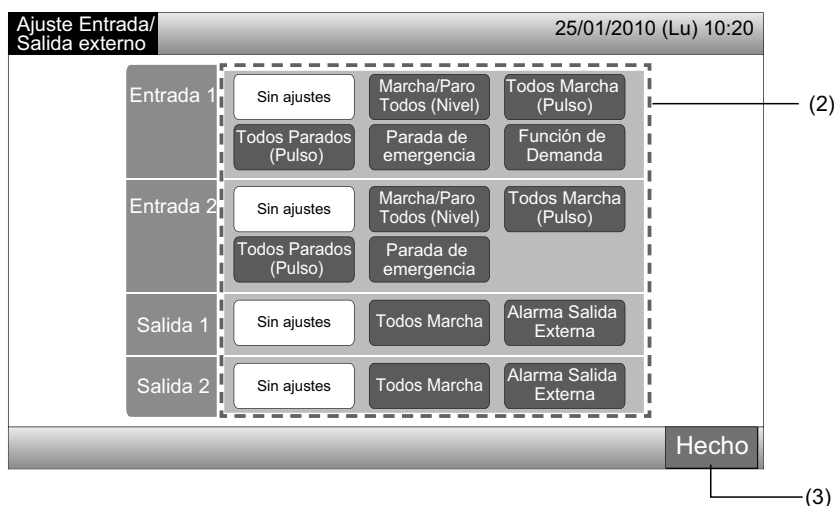 Ajuste Entrada/
Salida externo
25/01/2010 (Lu) 10:20
Entrada 1
Sin ajustes
Marcha/Paro
Todos (Nivel)
Todos Marcha
(Pulso)
Todos Parados
(Pulso)
Parada de
emergencia
Función de
Demanda
(2)
Entrada 2
Sin ajustes
Marcha/Paro
Todos (Nivel)
Todos Marcha
(Pulso)
Todos Parados
(Pulso)
Parada de
emergencia
Salida 1
Sin ajustes
Todos Marcha
Alarma Salida
Externa
Salida 2
Sin ajustes
Todos Marcha
Alarma Salida
Externa
Hecho
(3)